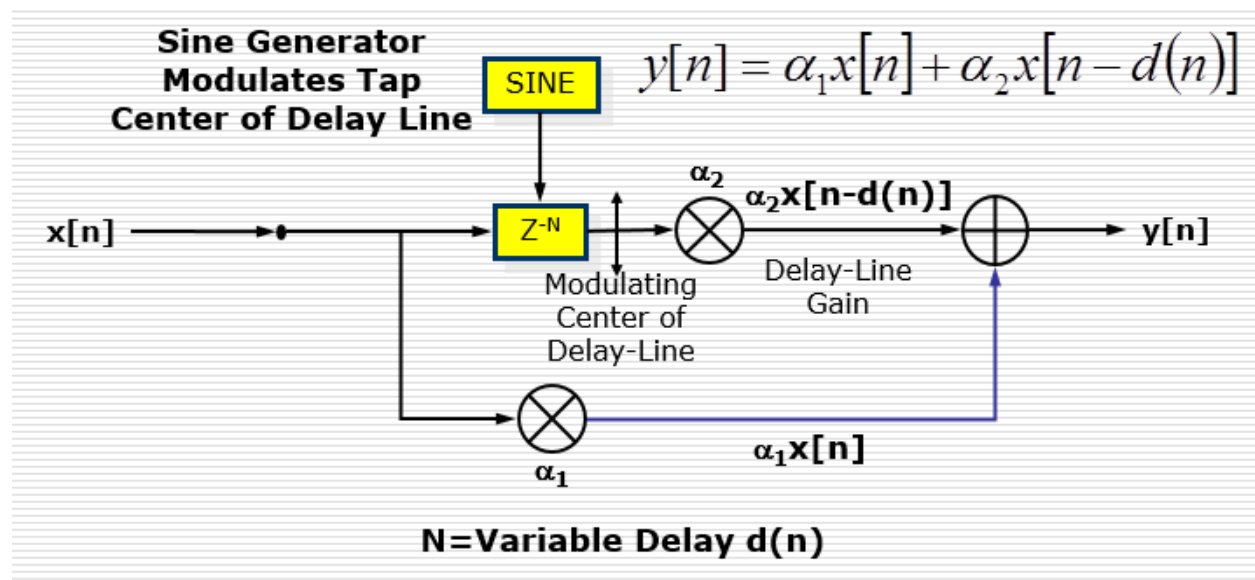 Sine Generator
Modulates Tap
Center of Delay Line
SINE
y[n] = α₁x[n] + α₂x[n − d(n)]
α₂
α₂x[n-d(n)]
x[n]
Z⁻ᴺ
y[n]
Modulating
Center of
Delay-Line
Delay-Line
Gain
α₁
α₁x[n]
N=Variable Delay d(n)